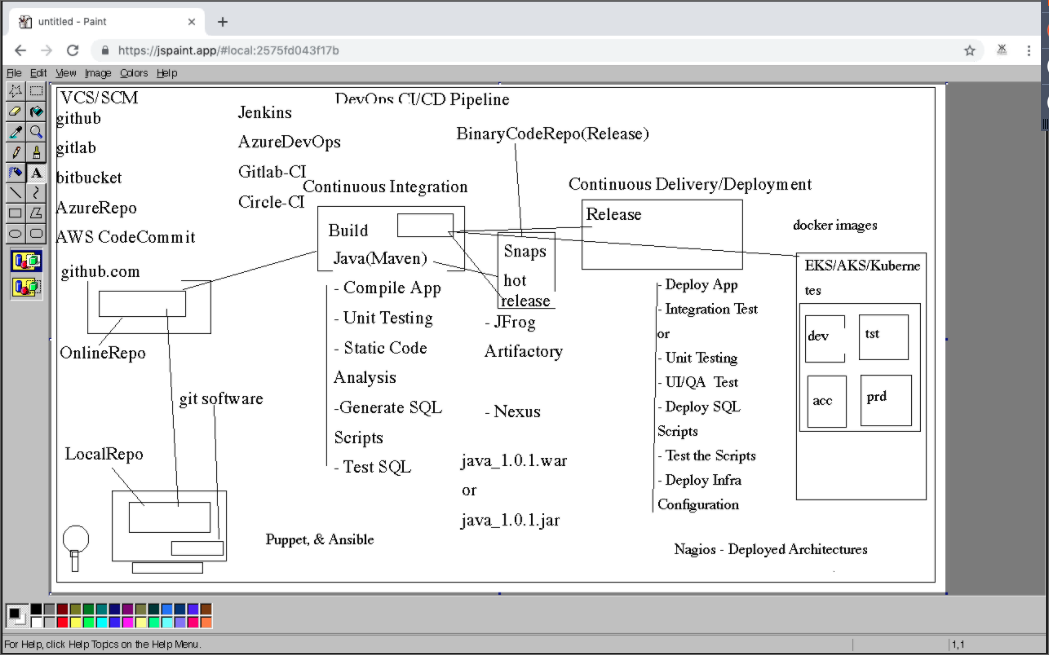 untitled - Paint
https://jspaint.app/#local:2575fd043f17b
File Edit View Image Colors Help
VCS/SCM
github
gitlab
bitbucket
AzureRepo
AWS CodeCommit
github.com
OnlineRepo
git software
LocalRepo
DevOps CI/CD Pipeline
Jenkins
AzureDevOps
Gitlab-CI
Circle-CI
Continuous Integration
Build
Java(Maven)
- Compile App
- Unit Testing
- Static Code
Analysis
-Generate SQL
Scripts
- Test SQL
Puppet, & Ansible
BinaryCodeRepo(Release)
Snaps
hot
release
- JFrog
Artifactory
- Nexus
java_1.0.1.war
or
java_1.0.1.jar
Continuous Delivery/Deployment
Release
- Deploy App
- Integration Test
or
- Unit Testing
- UI/QA Test
- Deploy SQL
Scripts
- Test the Scripts
- Deploy Infra
Configuration
docker images
EKS/AKS/Kuberne
tes
dev
tst
acc
prd
Nagios - Deployed Architectures
For Help, click Help Topics on the Help Menu.
1,1